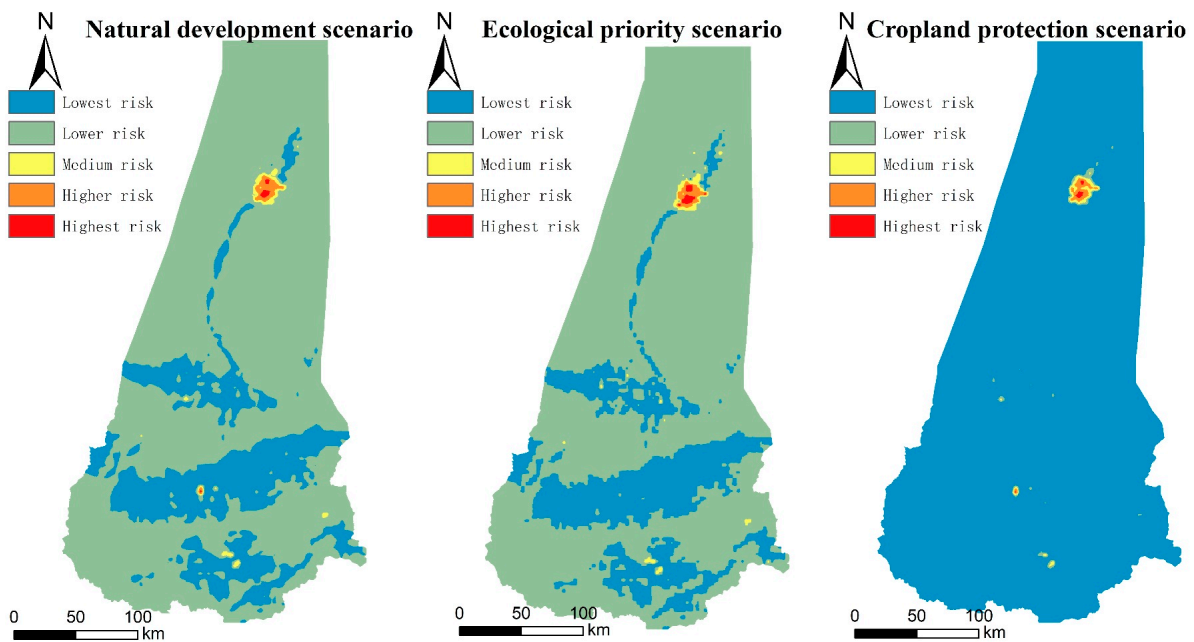 N
Natural development scenario
Lowest risk
Lower risk
Medium risk
Higher risk
Highest risk
0 50 100
km
N
Ecological priority scenario
Lowest risk
Lower risk
Medium risk
Higher risk
Highest risk
0 50 100
km
N
Cropland protection scenario
Lowest risk
Lower risk
Medium risk
Higher risk
Highest risk
0 50 100
km